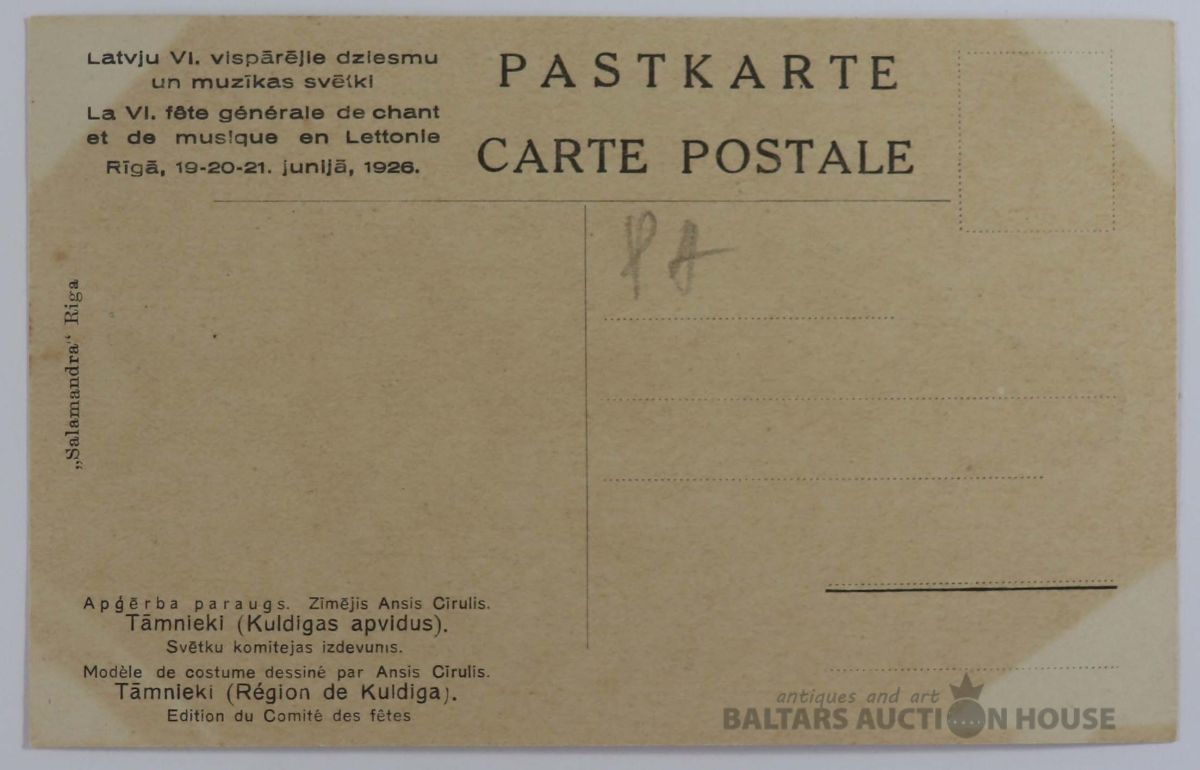 Latvju VI. vispārējie dziesmu
un muzīkas svētki
La VI. fête générale de chant
et de musique en Lettonie
Rīgā, 19-20-21. junijā, 1926.
PASTKARTE
CARTE POSTALE
„Salamandra“ Riga
Apģērba paraugs. Zīmējis Ansis Cīrulis.
Tāmnieki (Kuldigas apvidus).
Svētku komitejas izdevums.
Modèle de costume dessiné par Ansis Cīrulis.
Tāmnieki (Région de Kuldiga).
Edition du Comité des fêtes
antiques and art
BALTARS AUCTION HOUSE